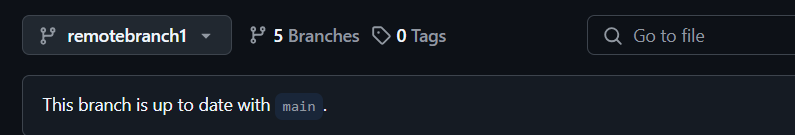 remotebranch1 5 Branches 0 Tags Go to file
This branch is up to date with main.